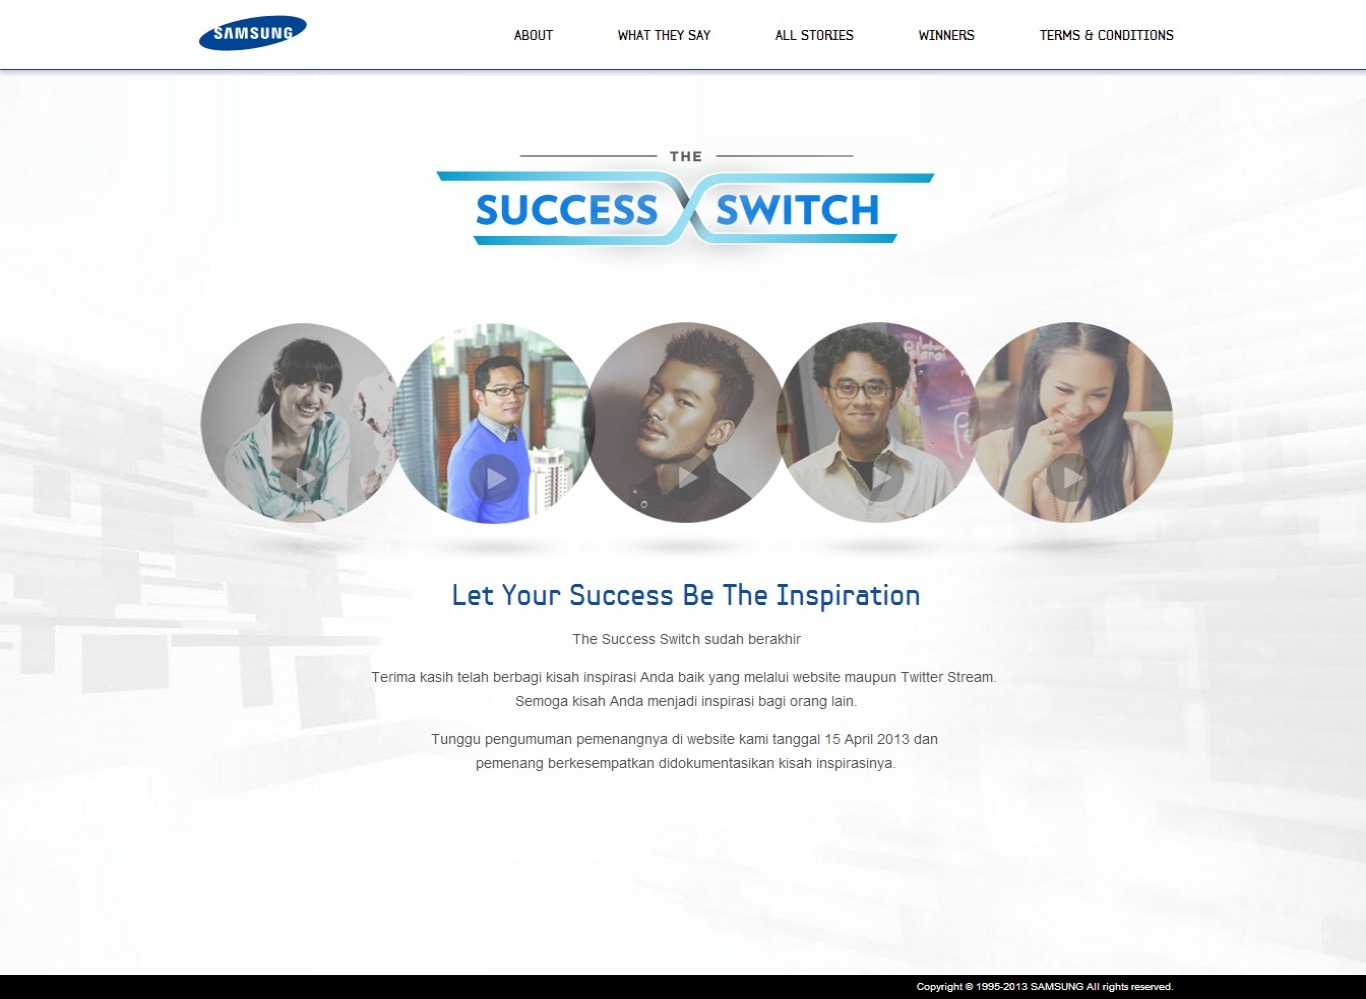 SAMSUNG
ABOUT
WHAT THEY SAY
ALL STORIES
WINNERS
TERMS & CONDITIONS
THE
SUCCESS SWITCH
Let Your Success Be The Inspiration
The Success Switch sudah berakhir
Terima kasih telah berbagi kisah inspirasi Anda baik yang melalui website maupun Twitter Stream.
Semoga kisah Anda menjadi inspirasi bagi orang lain.
Tunggu pengumuman pemenangnya di website kami tanggal 15 April 2013 dan
pemenang berkesempatkan didokumentasikan kisah inspirasinya.
Copyright © 1995-2013 SAMSUNG All rights reserved.